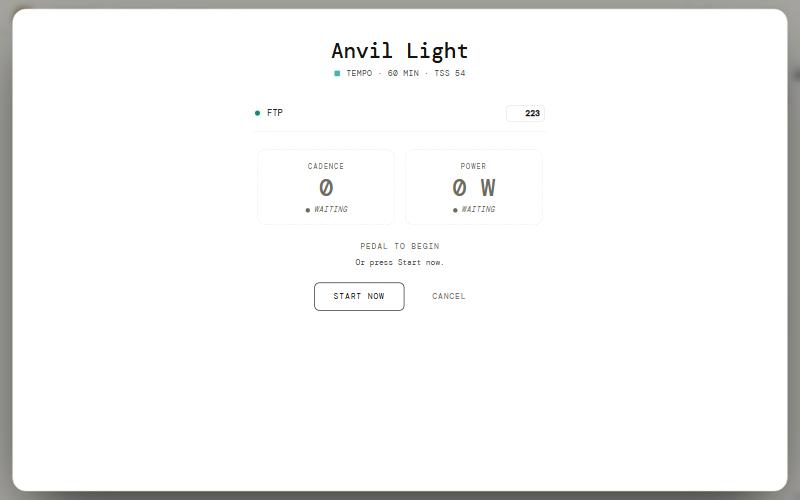 Anvil Light
TEMPO · 60 MIN · TSS 54
FTP 223
CADENCE POWER
0 0 W
WAITING WAITING
PEDAL TO BEGIN
Or press Start now.
START NOW CANCEL